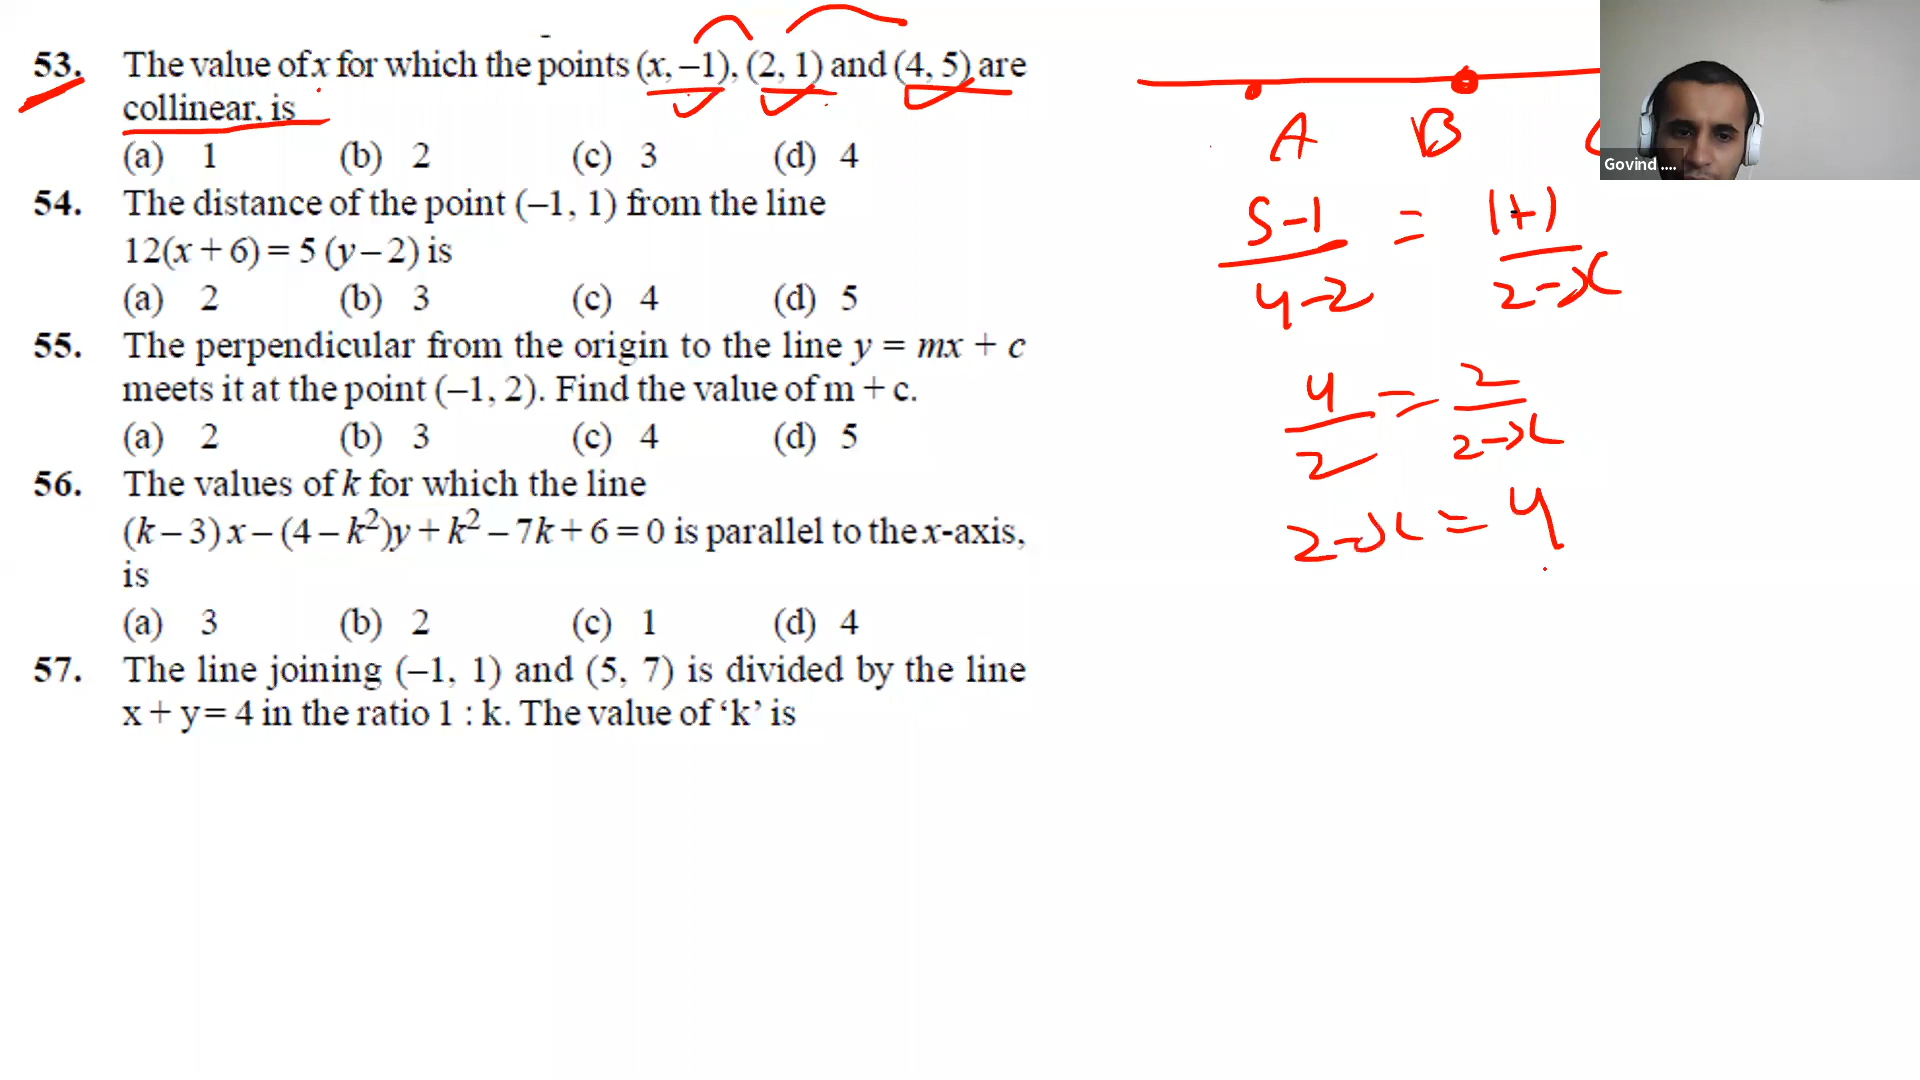 53. The value of x for which the points (x, –1), (2, 1) and (4, 5) are
collinear, is
(a) 1 (b) 2 (c) 3 (d) 4
54. The distance of the point (–1, 1) from the line
12(x + 6) = 5 (y – 2) is
(a) 2 (b) 3 (c) 4 (d) 5
55. The perpendicular from the origin to the line y = mx + c
meets it at the point (–1, 2). Find the value of m + c.
(a) 2 (b) 3 (c) 4 (d) 5
56. The values of k for which the line
(k – 3) x – (4 – k²)y + k² – 7k + 6 = 0 is parallel to the x-axis,
is
(a) 3 (b) 2 (c) 1 (d) 4
57. The line joining (–1, 1) and (5, 7) is divided by the line
x + y = 4 in the ratio 1 : k. The value of ‘k’ is
A B
5-1 = 1+1
4-2 2-x
4 = 2
2 2-x
2-x = 4
Govind ....